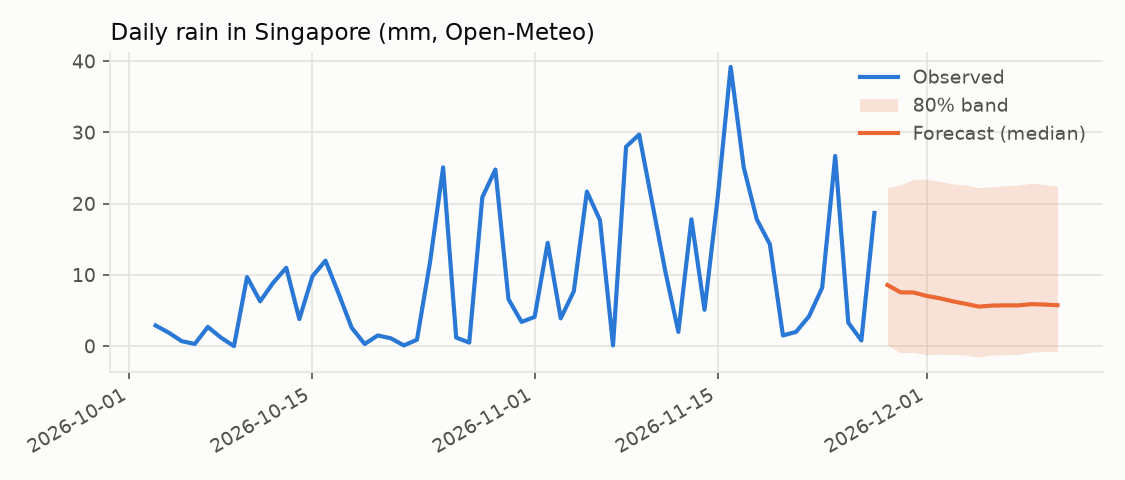 Daily rain in Singapore (mm, Open-Meteo)
40
30
20
10
0
Observed
80% band
Forecast (median)
2026-10-01
2026-10-15
2026-11-01
2026-11-15
2026-12-01